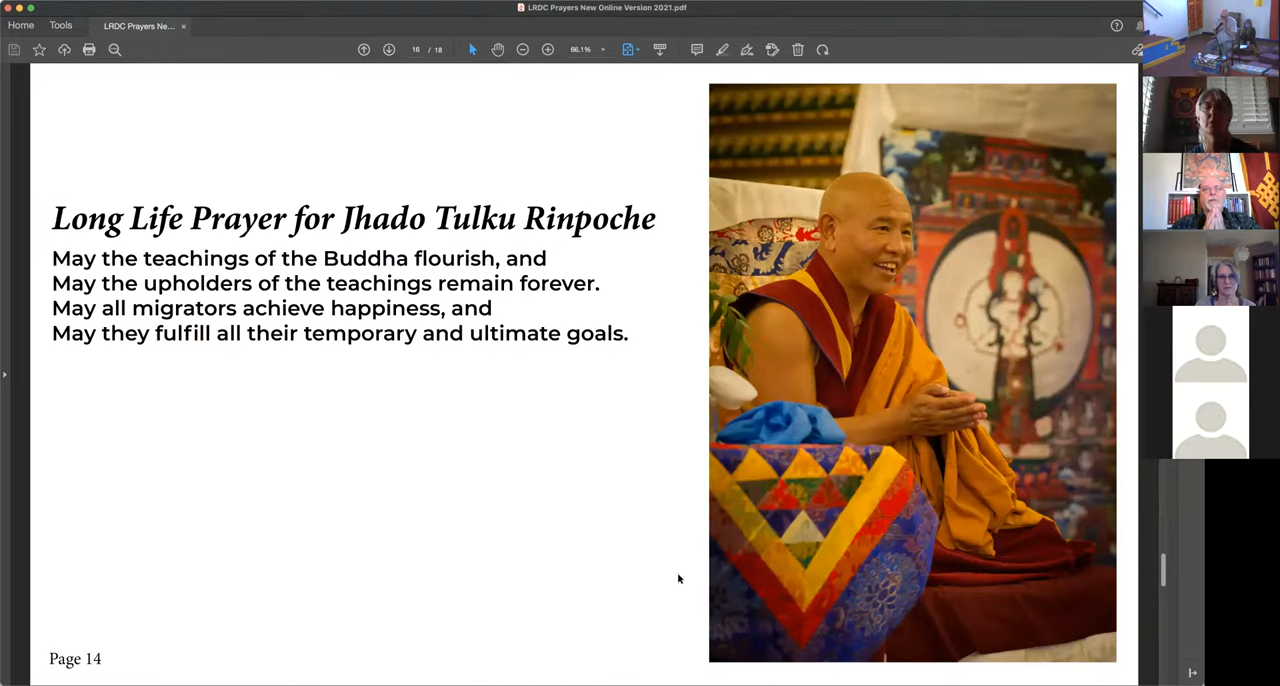 LRDC Prayers New Online Version 2021.pdf
Home Tools LRDC Prayers Ne... ×
16 / 18 66.1%
Long Life Prayer for Jhado Tulku Rinpoche
May the teachings of the Buddha flourish, and
May the upholders of the teachings remain forever.
May all migrators achieve happiness, and
May they fulfill all their temporary and ultimate goals.
Page 14